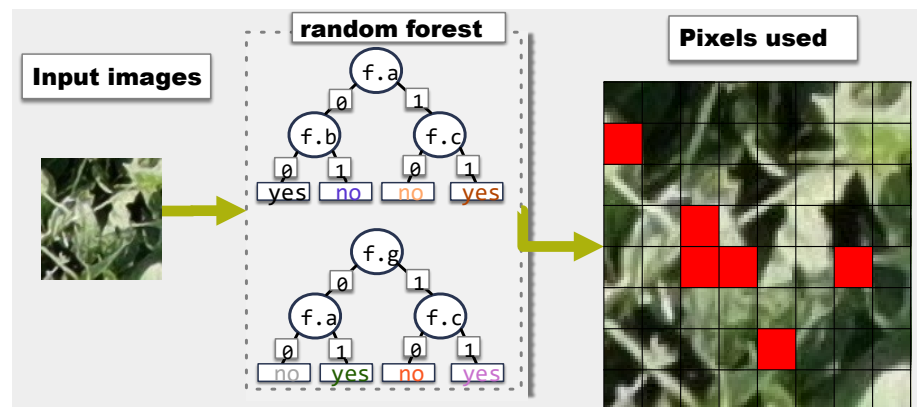 Input images
random forest
f.a
0 1
f.b f.c
0 1 0 1
yes no no yes
f.g
0 1
f.a f.c
0 1 0 1
no yes no yes
Pixels used